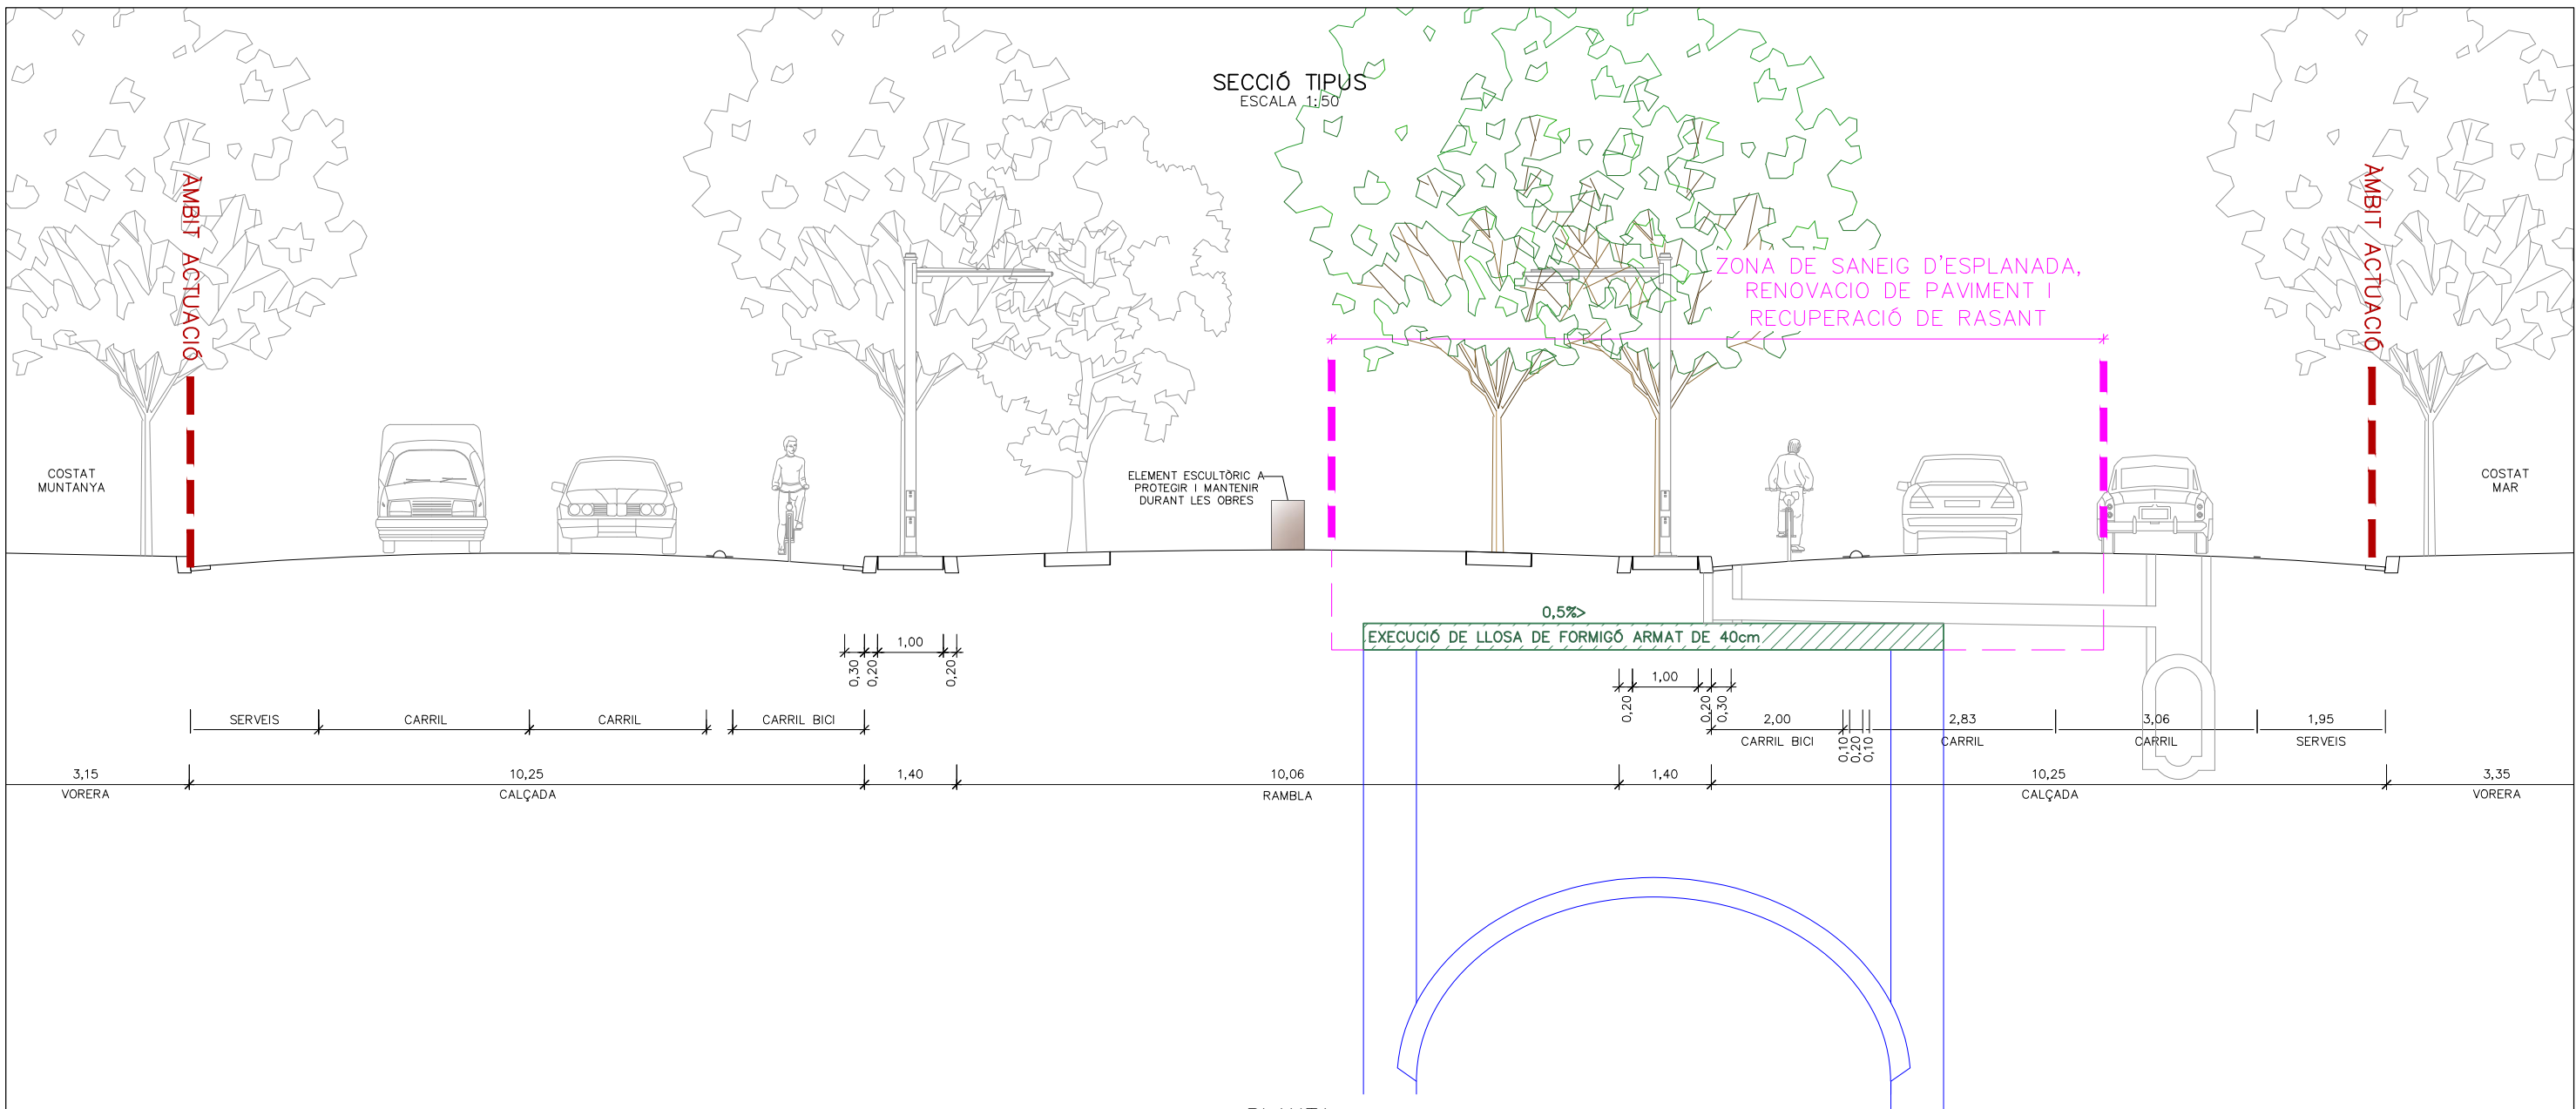 SECCIÓ TIPUS
ESCALA 1:50
ÀMBIT ACTUACIÓ
ÀMBIT ACTUACIÓ
ZONA DE SANEIG D'ESPLANADA,
RENOVACIO DE PAVIMENT I
RECUPERACIÓ DE RASANT
COSTAT
MUNTANYA
ELEMENT ESCULTÒRIC A
PROTEGIR I MANTENIR
DURANT LES OBRES
COSTAT
MAR
0,5%>
EXECUCIÓ DE LLOSA DE FORMIGÓ ARMAT DE 40cm
0,30
0,20
1,00
0,20
0,20
1,00
0,20
0,30
SERVEIS
CARRIL
CARRIL
CARRIL BICI
2,00
CARRIL BICI
0,10
0,20
0,10
2,83
CARRIL
3,06
CARRIL
1,95
SERVEIS
3,15
VORERA
10,25
CALÇADA
1,40
10,06
RAMBLA
1,40
10,25
CALÇADA
3,35
VORERA